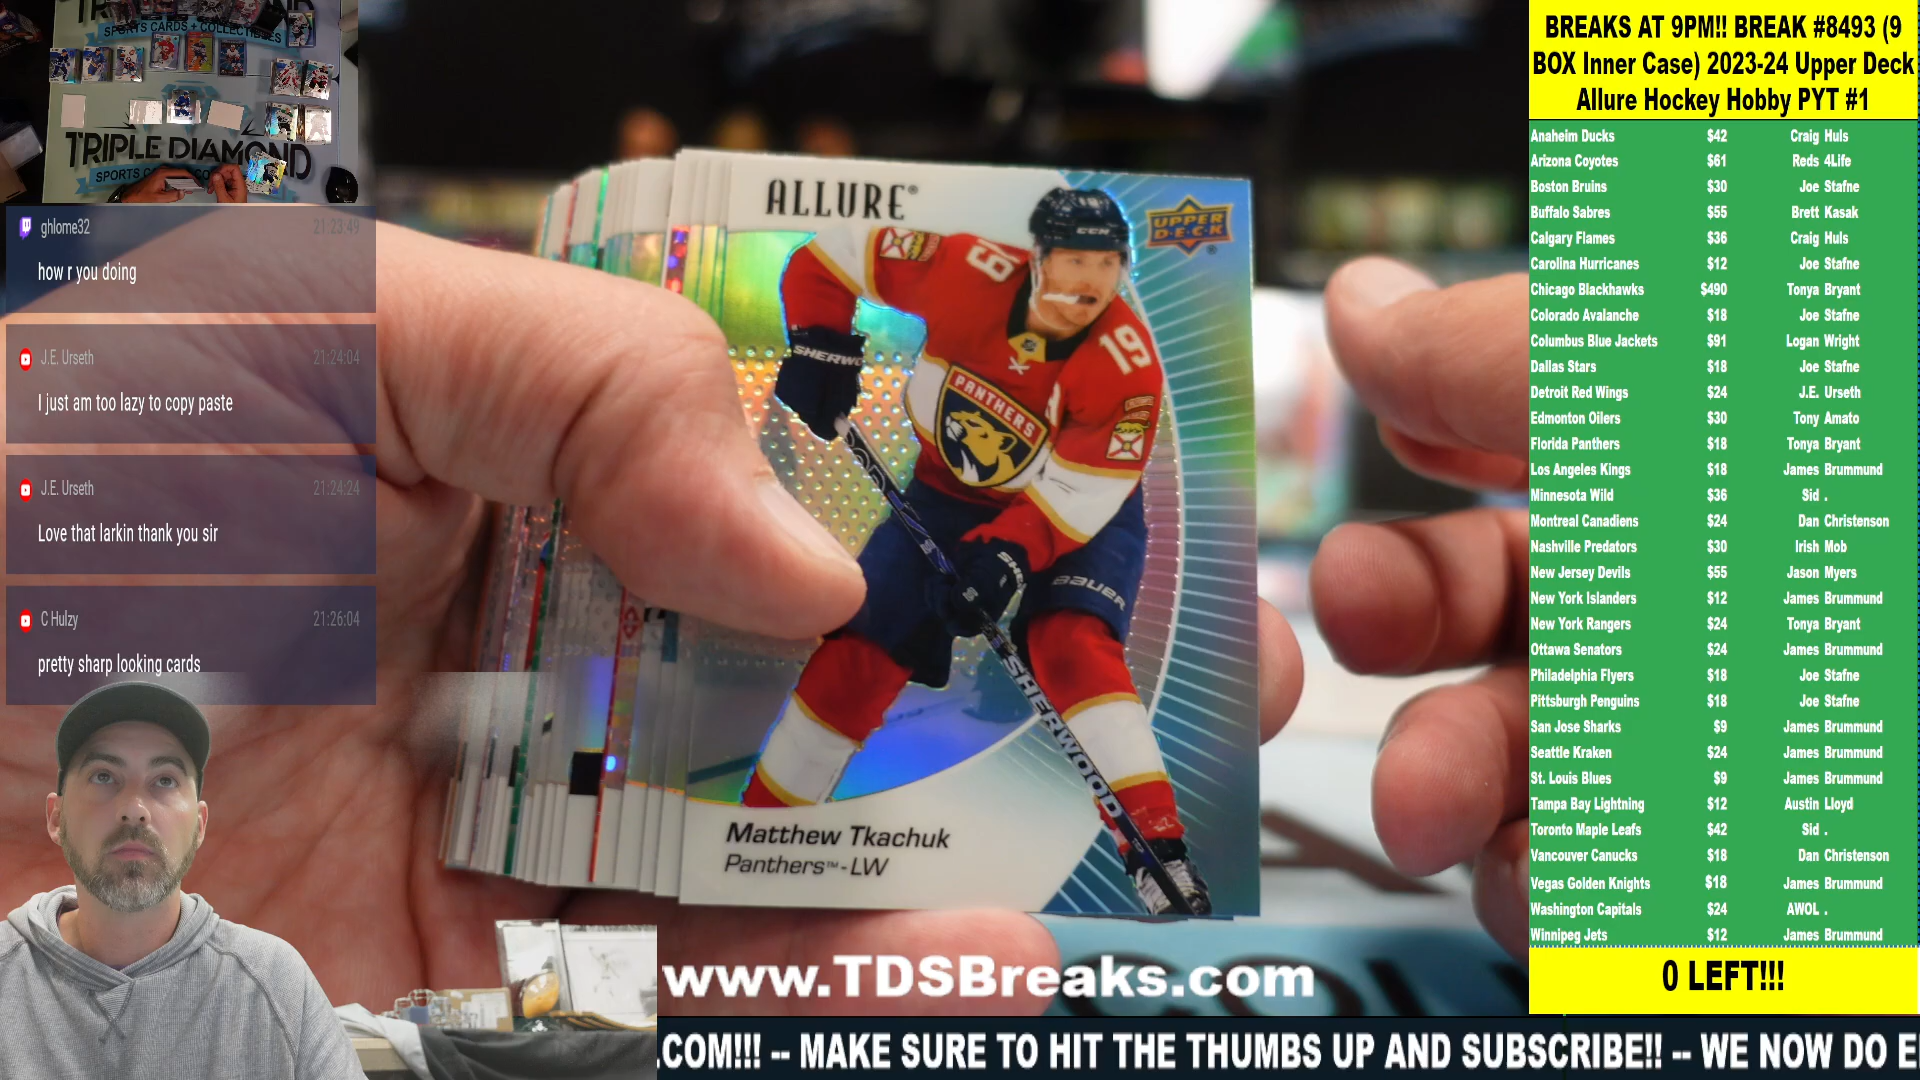 TRIPLE DIAMOND
SPORTS CARDS + COLLECTIBLES
TRIPLE DIAMOND
ghlome32 21:23:49
how r you doing
J.E. Urseth 21:24:04
I just am too lazy to copy paste
J.E. Urseth 21:24:24
Love that larkin thank you sir
C Hulzy 21:26:04
pretty sharp looking cards
ALLURE®
UPPER
DECK
CCM
19
19
SHERWO
PANTHERS
SHE
BAUER
SHERWOOD
Matthew Tkachuk
Panthers™-LW
www.TDSBreaks.com
.COM!!! -- MAKE SURE TO HIT THE THUMBS UP AND SUBSCRIBE!! -- WE NOW DO E
BREAKS AT 9PM!! BREAK #8493 (9
BOX Inner Case) 2023-24 Upper Deck
Allure Hockey Hobby PYT #1
Anaheim Ducks $42 Craig Huls
Arizona Coyotes $61 Reds 4Life
Boston Bruins $30 Joe Stafne
Buffalo Sabres $55 Brett Kasak
Calgary Flames $36 Craig Huls
Carolina Hurricanes $12 Joe Stafne
Chicago Blackhawks $490 Tonya Bryant
Colorado Avalanche $18 Joe Stafne
Columbus Blue Jackets $91 Logan Wright
Dallas Stars $18 Joe Stafne
Detroit Red Wings $24 J.E. Urseth
Edmonton Oilers $30 Tony Amato
Florida Panthers $18 Tonya Bryant
Los Angeles Kings $18 James Brummund
Minnesota Wild $36 Sid .
Montreal Canadiens $24 Dan Christenson
Nashville Predators $30 Irish Mob
New Jersey Devils $55 Jason Myers
New York Islanders $12 James Brummund
New York Rangers $24 Tonya Bryant
Ottawa Senators $24 James Brummund
Philadelphia Flyers $18 Joe Stafne
Pittsburgh Penguins $18 Joe Stafne
San Jose Sharks $9 James Brummund
Seattle Kraken $24 James Brummund
St. Louis Blues $9 James Brummund
Tampa Bay Lightning $12 Austin Lloyd
Toronto Maple Leafs $42 Sid .
Vancouver Canucks $18 Dan Christenson
Vegas Golden Knights $18 James Brummund
Washington Capitals $24 AWOL .
Winnipeg Jets $12 James Brummund
0 LEFT!!!